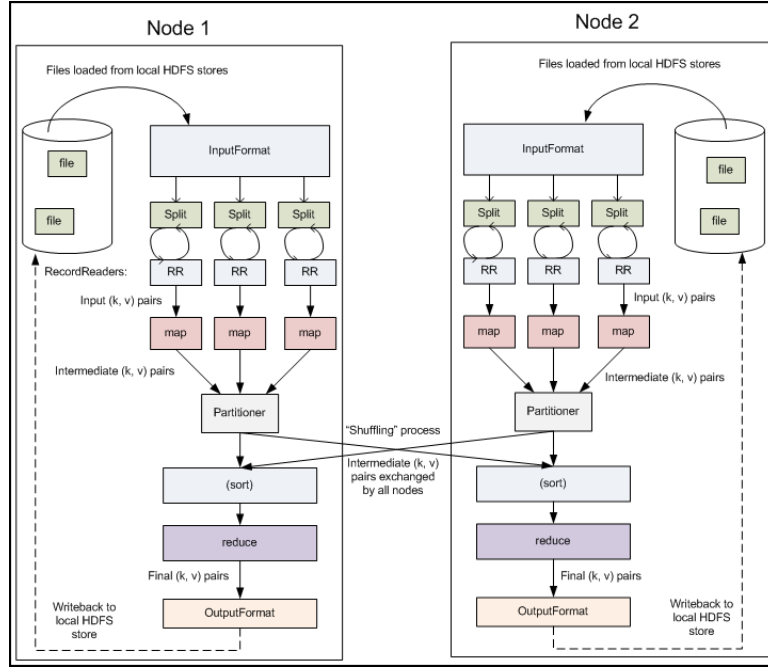 Node 1
Files loaded from local HDFS stores
file
file
InputFormat
Split
Split
Split
RecordReaders:
RR
RR
RR
Input (k, v) pairs
map
map
map
Intermediate (k, v) pairs
Partitioner
(sort)
reduce
Final (k, v) pairs
OutputFormat
Writeback to
local HDFS
store
"Shuffling" process
Intermediate (k, v)
pairs exchanged
by all nodes
Node 2
Files loaded from local HDFS stores
InputFormat
file
file
Split
Split
Split
RR
RR
RR
Input (k, v) pairs
map
map
map
Intermediate (k, v) pairs
Partitioner
(sort)
reduce
Final (k, v) pairs
OutputFormat
Writeback to
local HDFS
store